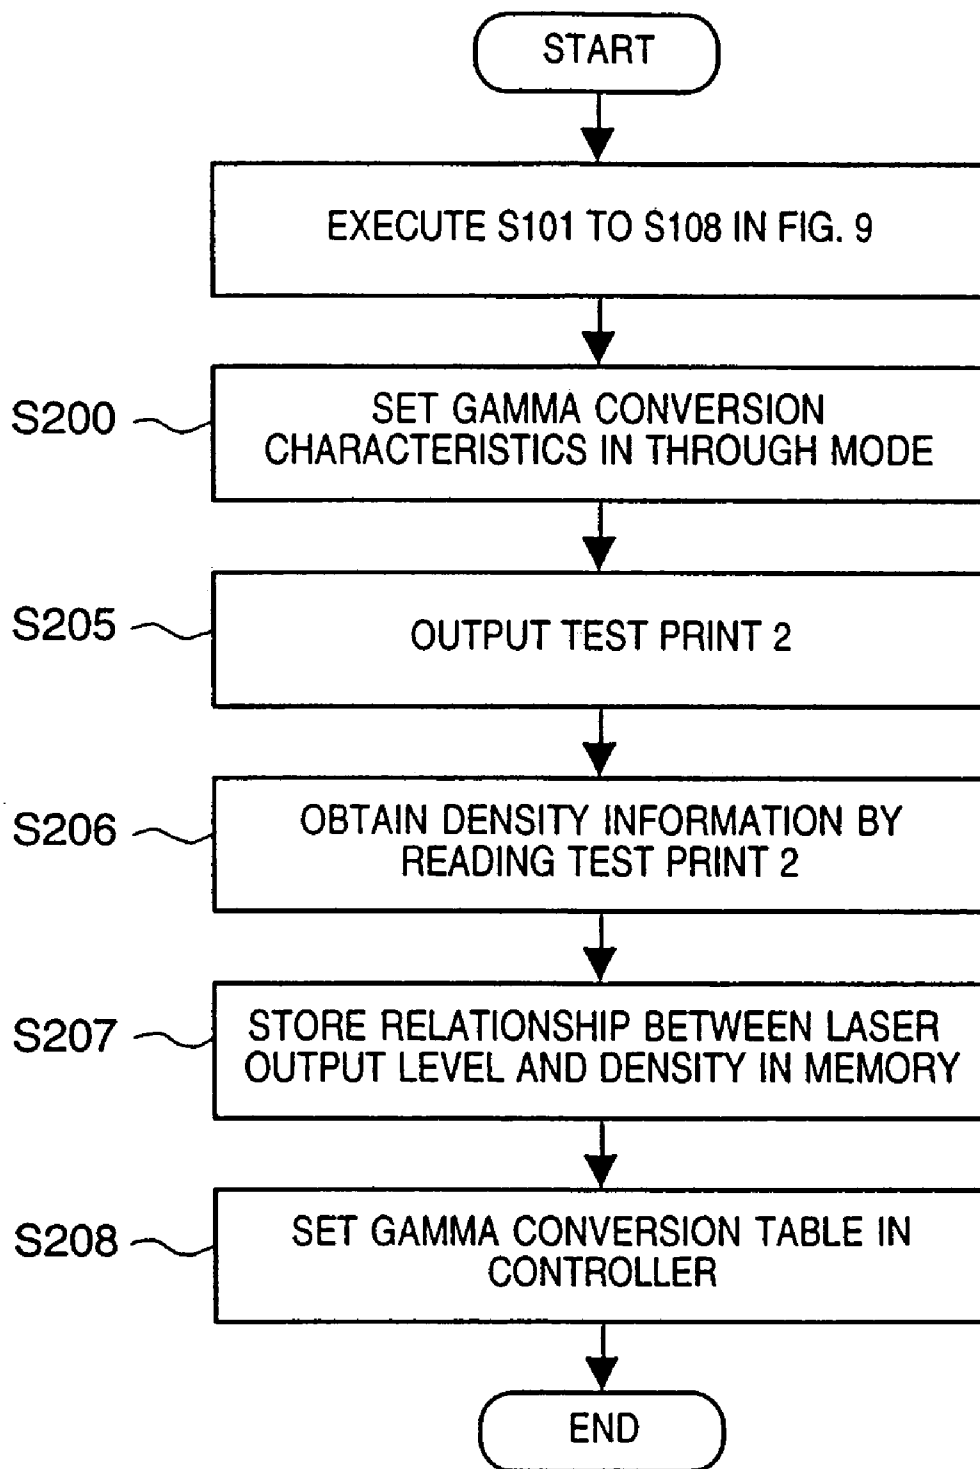 START
EXECUTE S101 TO S108 IN FIG. 9
S200
SET GAMMA CONVERSION
CHARACTERISTICS IN THROUGH MODE
S205
OUTPUT TEST PRINT 2
S206
OBTAIN DENSITY INFORMATION BY
READING TEST PRINT 2
S207
STORE RELATIONSHIP BETWEEN LASER
OUTPUT LEVEL AND DENSITY IN MEMORY
S208
SET GAMMA CONVERSION TABLE IN
CONTROLLER
END